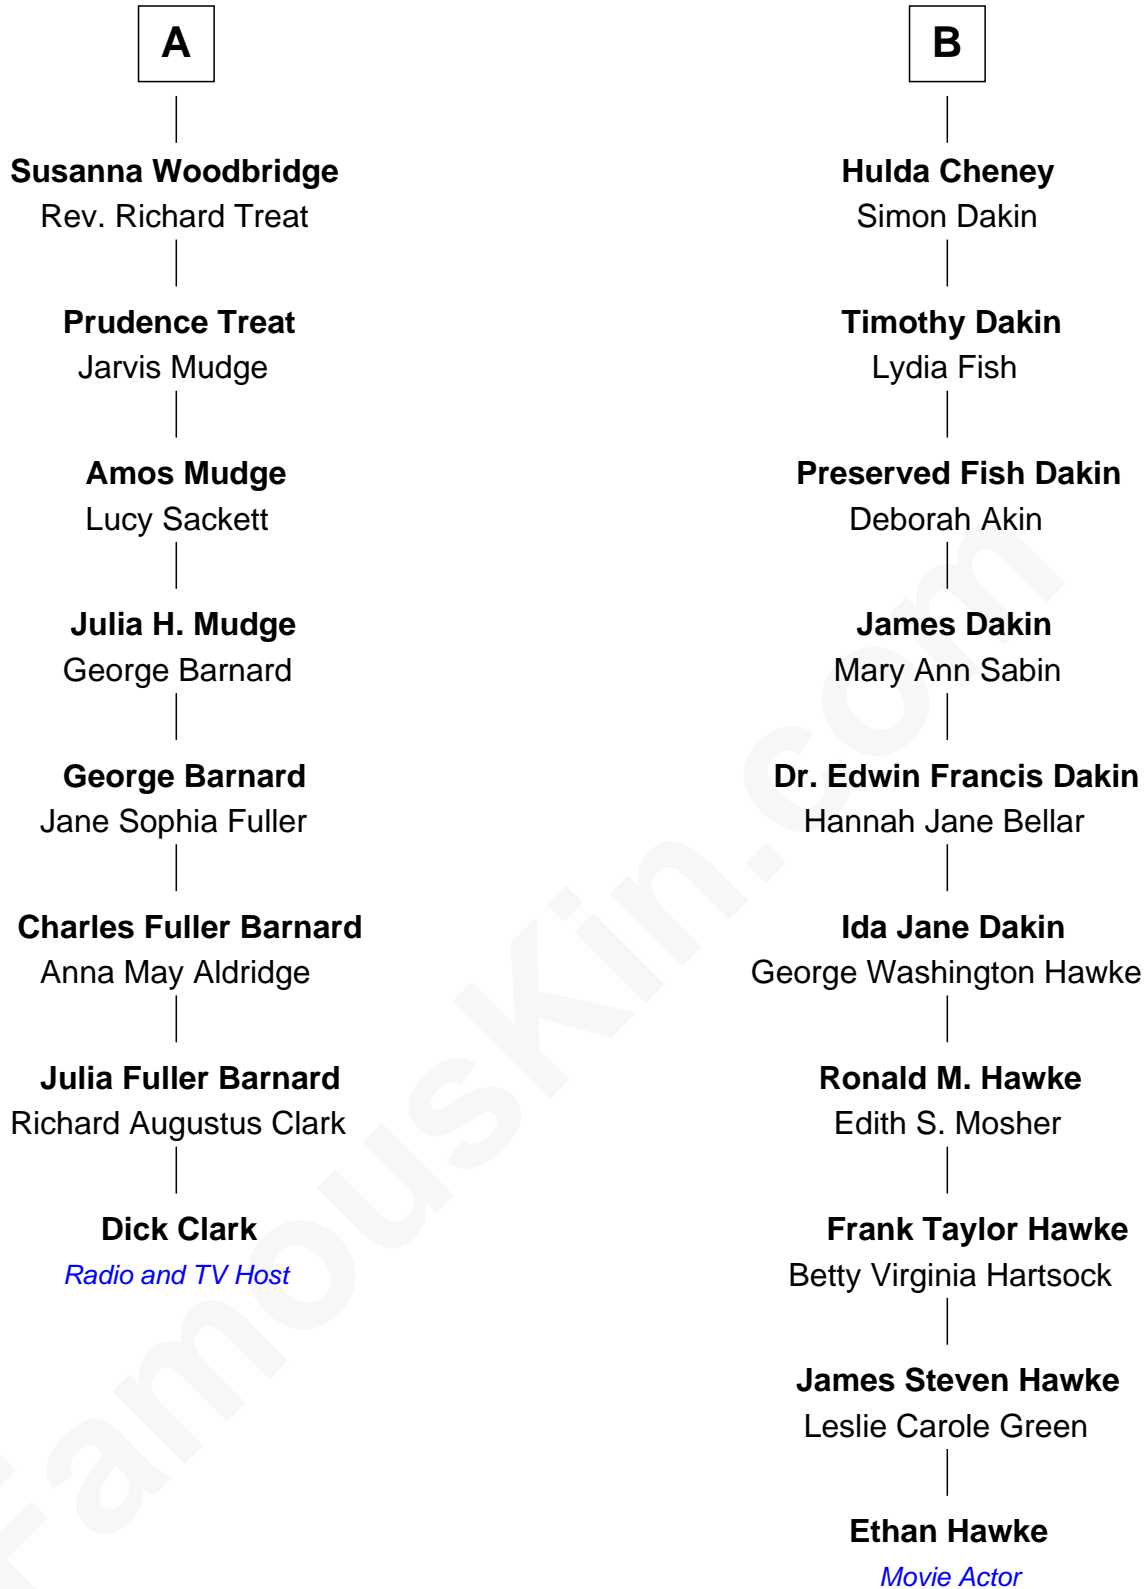 A
Susanna Woodbridge
Rev. Richard Treat
Prudence Treat
Jarvis Mudge
Amos Mudge
Lucy Sackett
Julia H. Mudge
George Barnard
George Barnard
Jane Sophia Fuller
Charles Fuller Barnard
Anna May Aldridge
Julia Fuller Barnard
Richard Augustus Clark
Dick Clark
Radio and TV Host
B
Hulda Cheney
Simon Dakin
Timothy Dakin
Lydia Fish
Preserved Fish Dakin
Deborah Akin
James Dakin
Mary Ann Sabin
Dr. Edwin Francis Dakin
Hannah Jane Bellar
Ida Jane Dakin
George Washington Hawke
Ronald M. Hawke
Edith S. Mosher
Frank Taylor Hawke
Betty Virginia Hartsock
James Steven Hawke
Leslie Carole Green
Ethan Hawke
Movie Actor
FamousKin.com